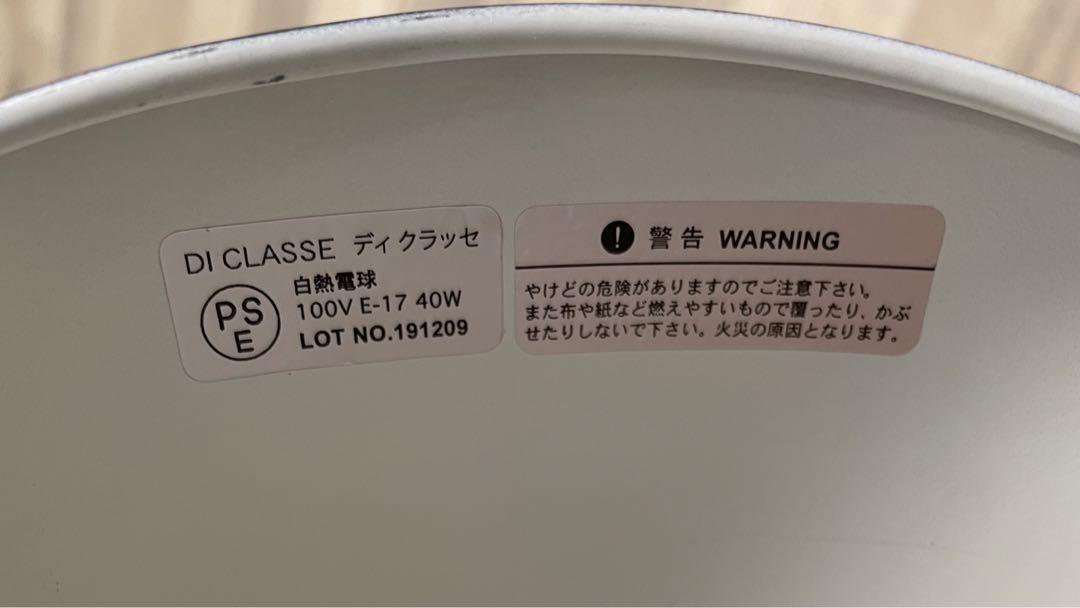 DI CLASSE ディ クラッセ
PS
E
白熱電球
100V E-17 40W
LOT NO.191209
! 警告 WARNING
やけどの危険がありますのでご注意下さい。
また布や紙など燃えやすいもので覆ったり、かぶ
せたりしないで下さい。火災の原因となります。